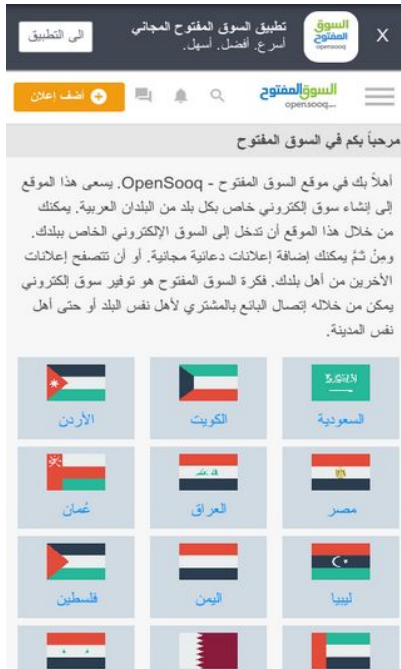 تطبيق السوق المفتوح المجاني
أسرع. أفضل. أسهل.
الى التطبيق
السوق
المفتوح
opensooq
X
السوق المفتوح
opensooq
أضف إعلان
مرحباً بكم في السوق المفتوح
أهلاً بك في موقع السوق المفتوح - OpenSooq. يسعى هذا الموقع
إلى إنشاء سوق إلكتروني خاص بكل بلد من البلدان العربية. يمكنك
من خلال هذا الموقع أن تدخل إلى السوق الإلكتروني الخاص ببلدك.
ومِنْ ثَمَّ يمكنك إضافة إعلانات دعائية مجانية. أو أن تتصفح إعلانات
الأخرين من أهل بلدك. فكرة السوق المفتوح هو توفير سوق إلكتروني
يمكن من خلاله إتصال البائع بالمشتري لأهل نفس البلد أو حتى أهل
نفس المدينة.
السعودية
الكويت
الأردن
مصر
العراق
عُمان
ليبيا
اليمن
فلسطين